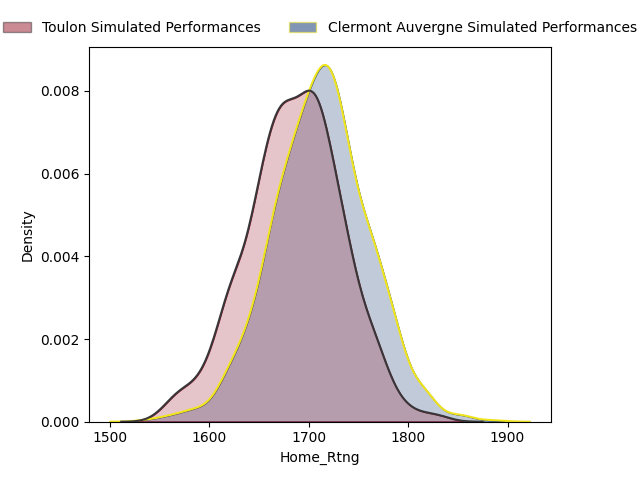 Toulon Simulated Performances
Clermont Auvergne Simulated Performances
0.008
0.006
0.004
0.002
0.000
Density
1500 1600 1700 1800 1900
Home_Rtng